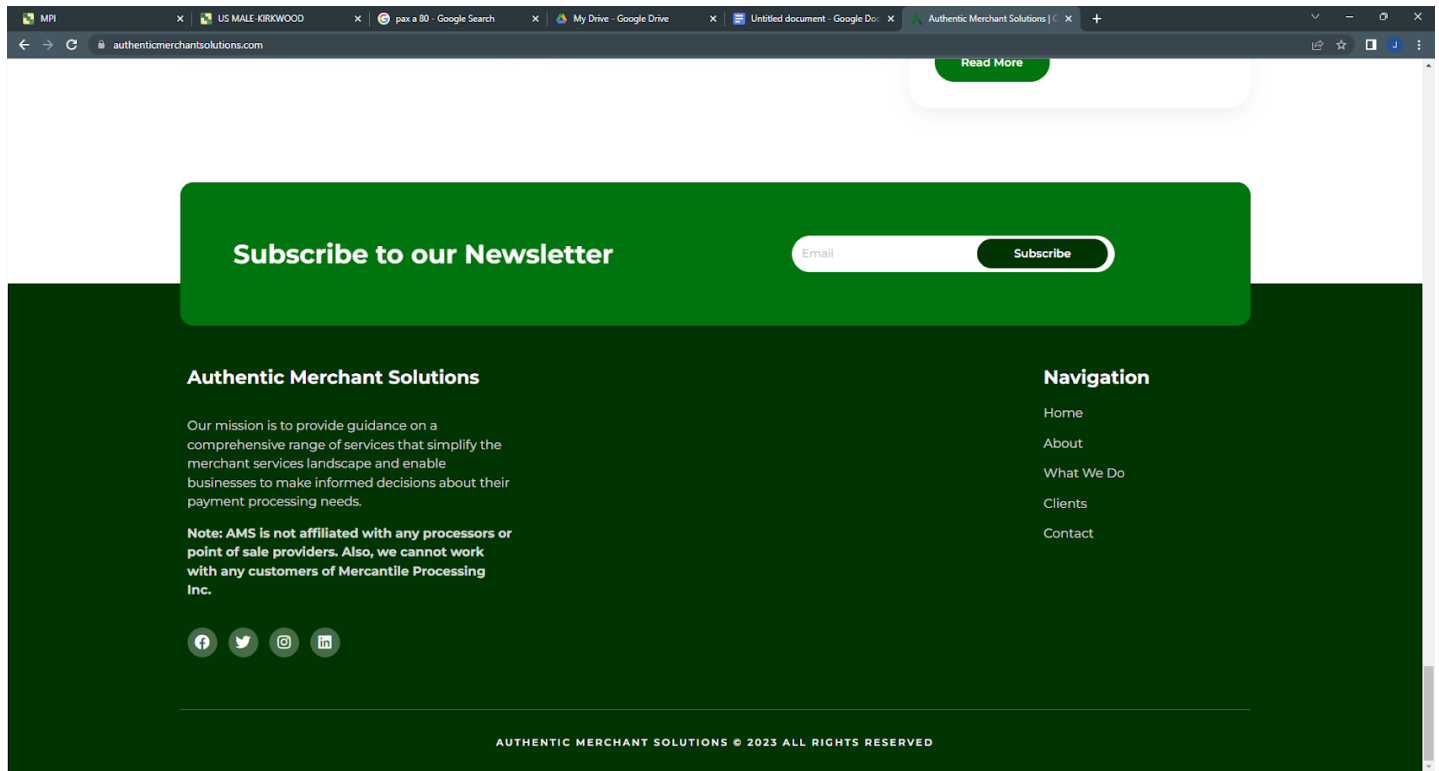 MPI
US MALE-KIRKWOOD
pax a 80 - Google Search
My Drive - Google Drive
Untitled document - Google Doc
Authentic Merchant Solutions | C
authenticmerchantsolutions.com
J
Read More
Subscribe to our Newsletter
Email
Subscribe
Authentic Merchant Solutions
Our mission is to provide guidance on a
comprehensive range of services that simplify the
merchant services landscape and enable
businesses to make informed decisions about their
payment processing needs.
Note: AMS is not affiliated with any processors or
point of sale providers. Also, we cannot work
with any customers of Mercantile Processing
Inc.
Navigation
Home
About
What We Do
Clients
Contact
AUTHENTIC MERCHANT SOLUTIONS © 2023 ALL RIGHTS RESERVED